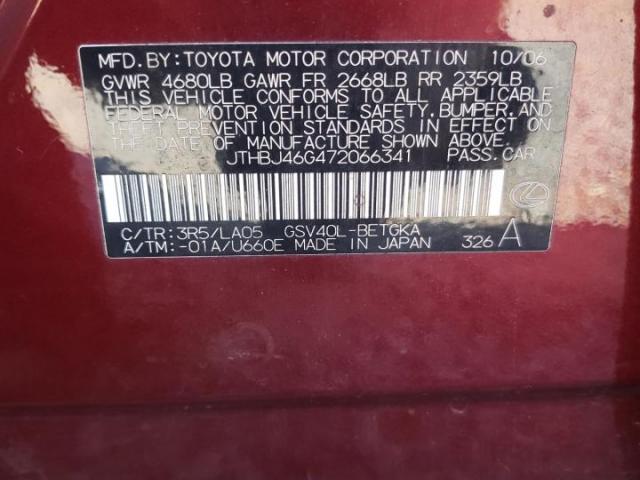 MFD. BY: TOYOTA MOTOR CORPORATION 10/06
GVWR 4680LB GAWR FR 2668LB RR 2359LB
THIS VEHICLE CONFORMS TO ALL APPLICABLE
FEDERAL MOTOR VEHICLE SAFETY, BUMPER, AND
THEFT PREVENTION STANDARDS IN EFFECT ON
THE DATE OF MANUFACTURE SHOWN ABOVE.
JTHBJ46G472066341 PASS. CAR
C/TR: 3R5/LA05 GSV40L-BETGKA
A/TM: -01A/U660E MADE IN JAPAN 326 A